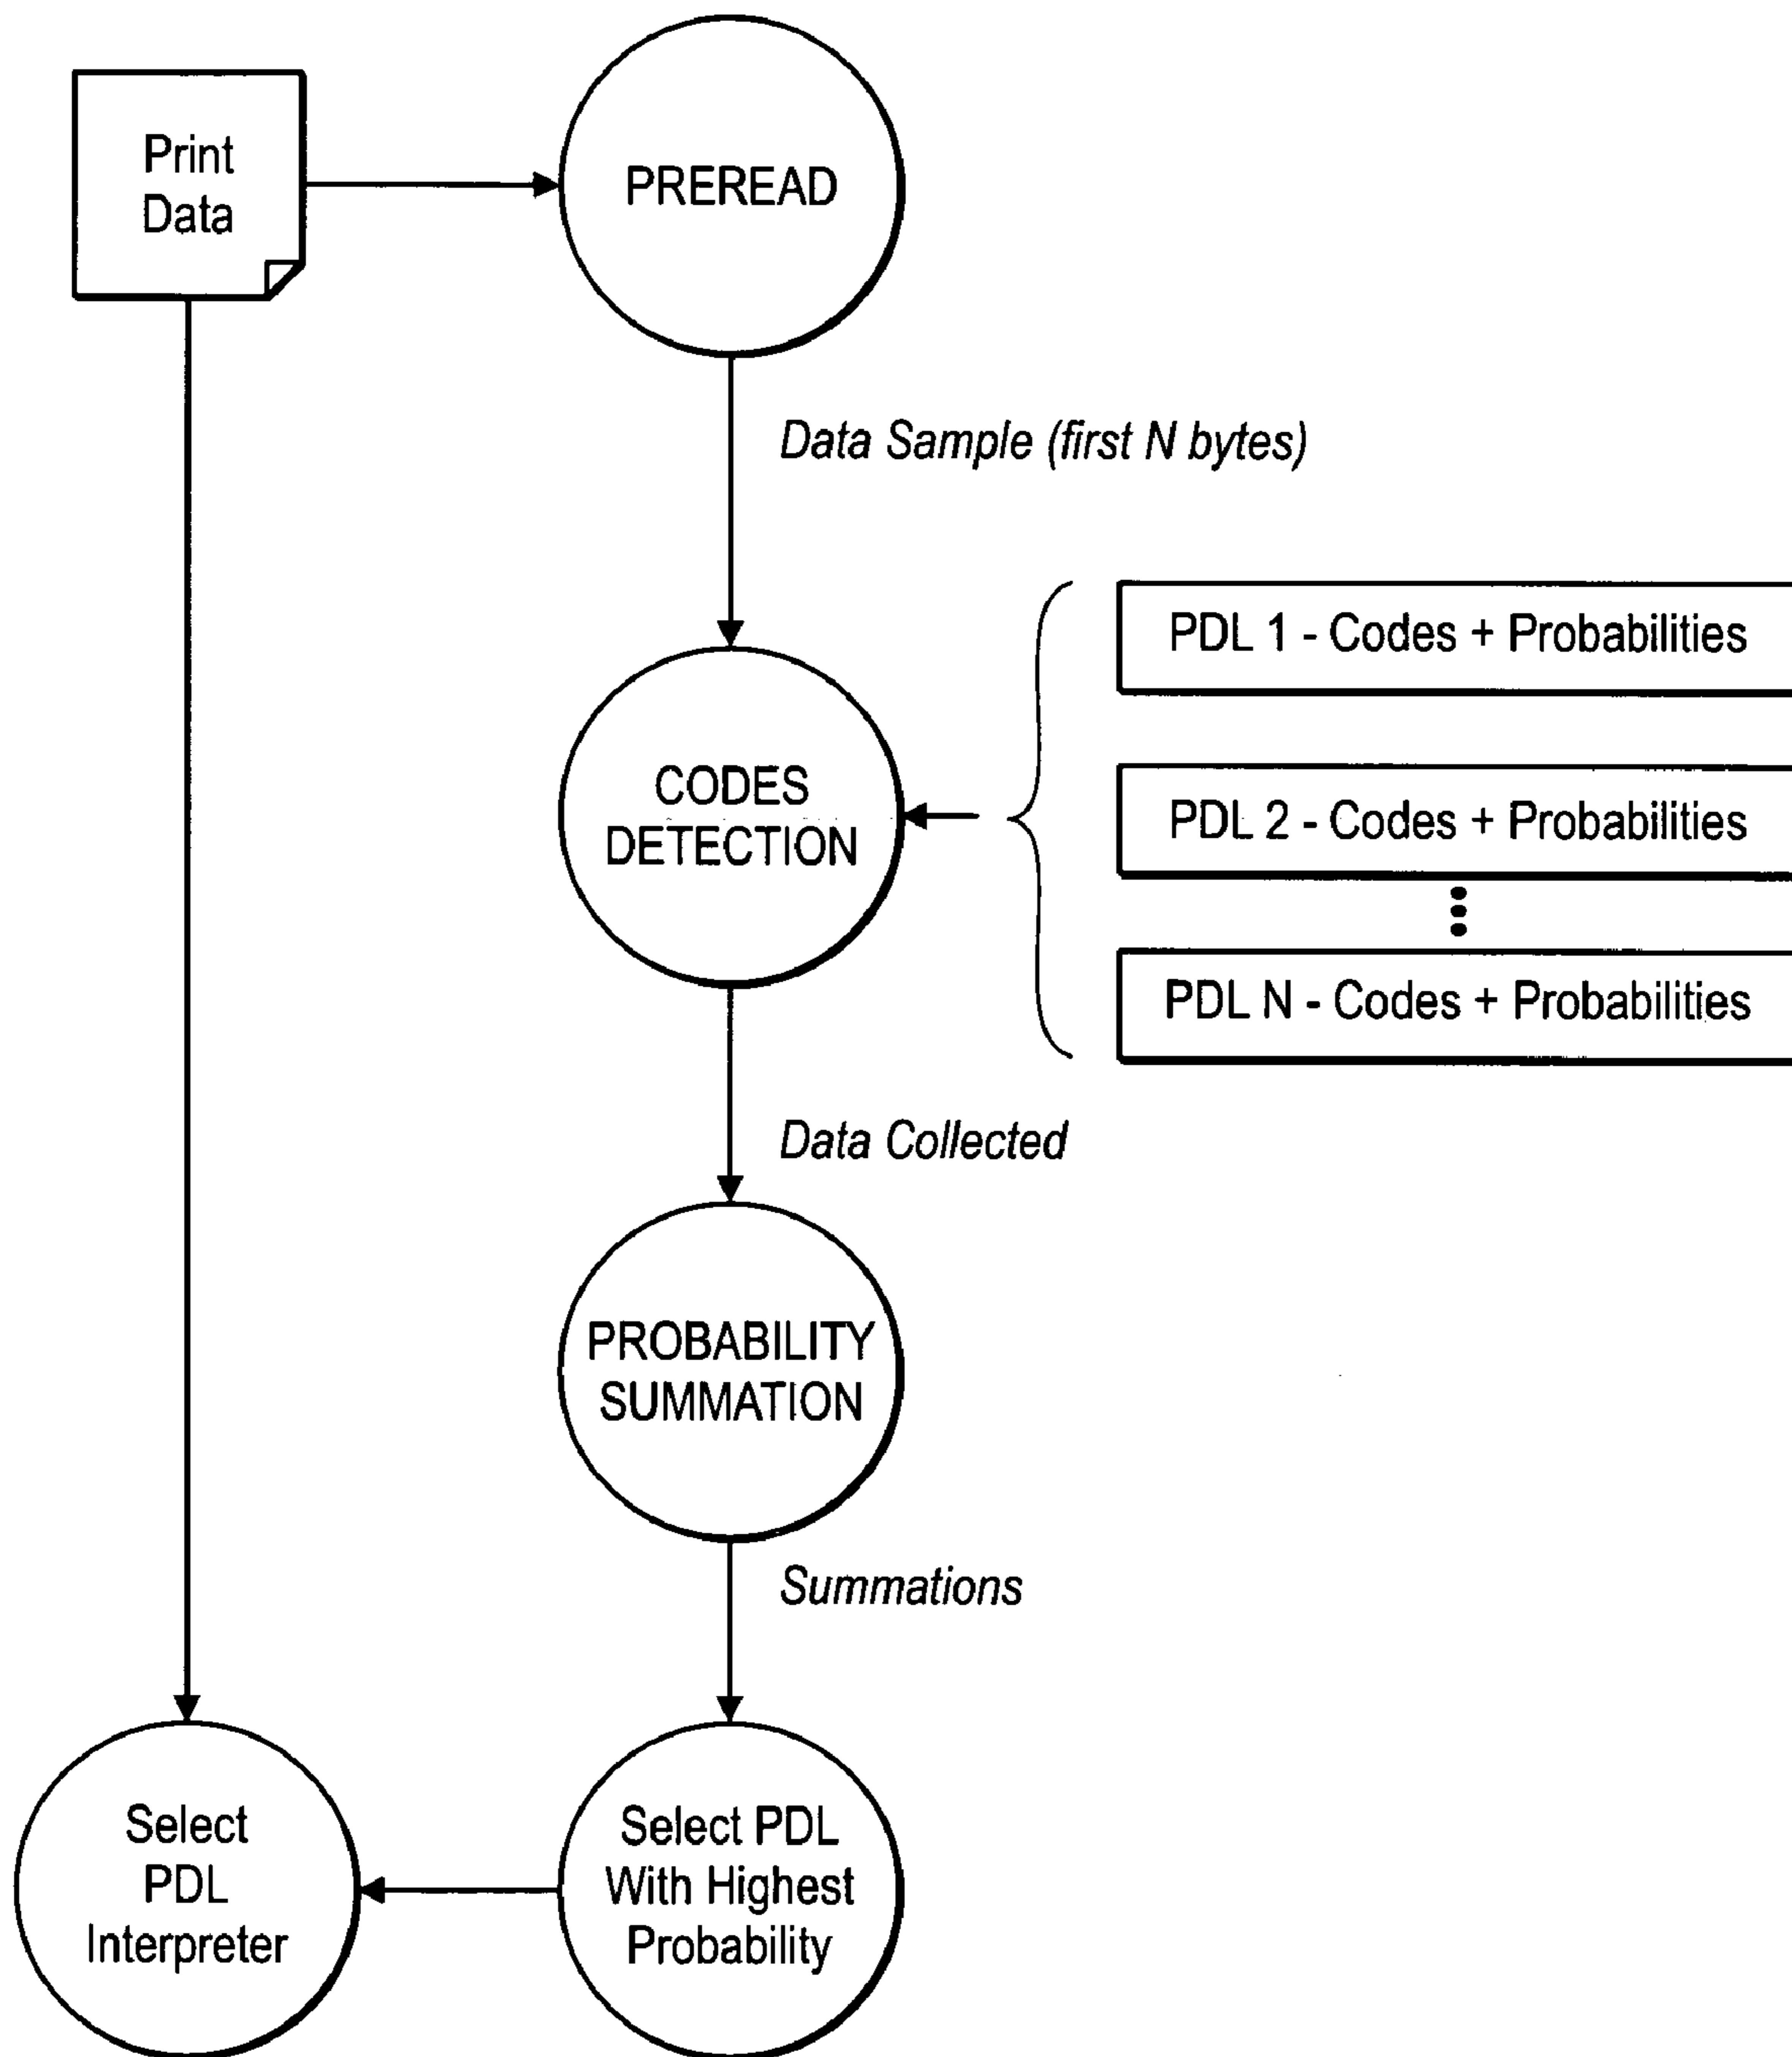 Print
Data
PREREAD
Data Sample (first N bytes)
PDL 1 - Codes + Probabilities
CODES
DETECTION
PDL 2 - Codes + Probabilities
PDL N - Codes + Probabilities
Data Collected
PROBABILITY
SUMMATION
Summations
Select
PDL
Interpreter
Select PDL
With Highest
Probability